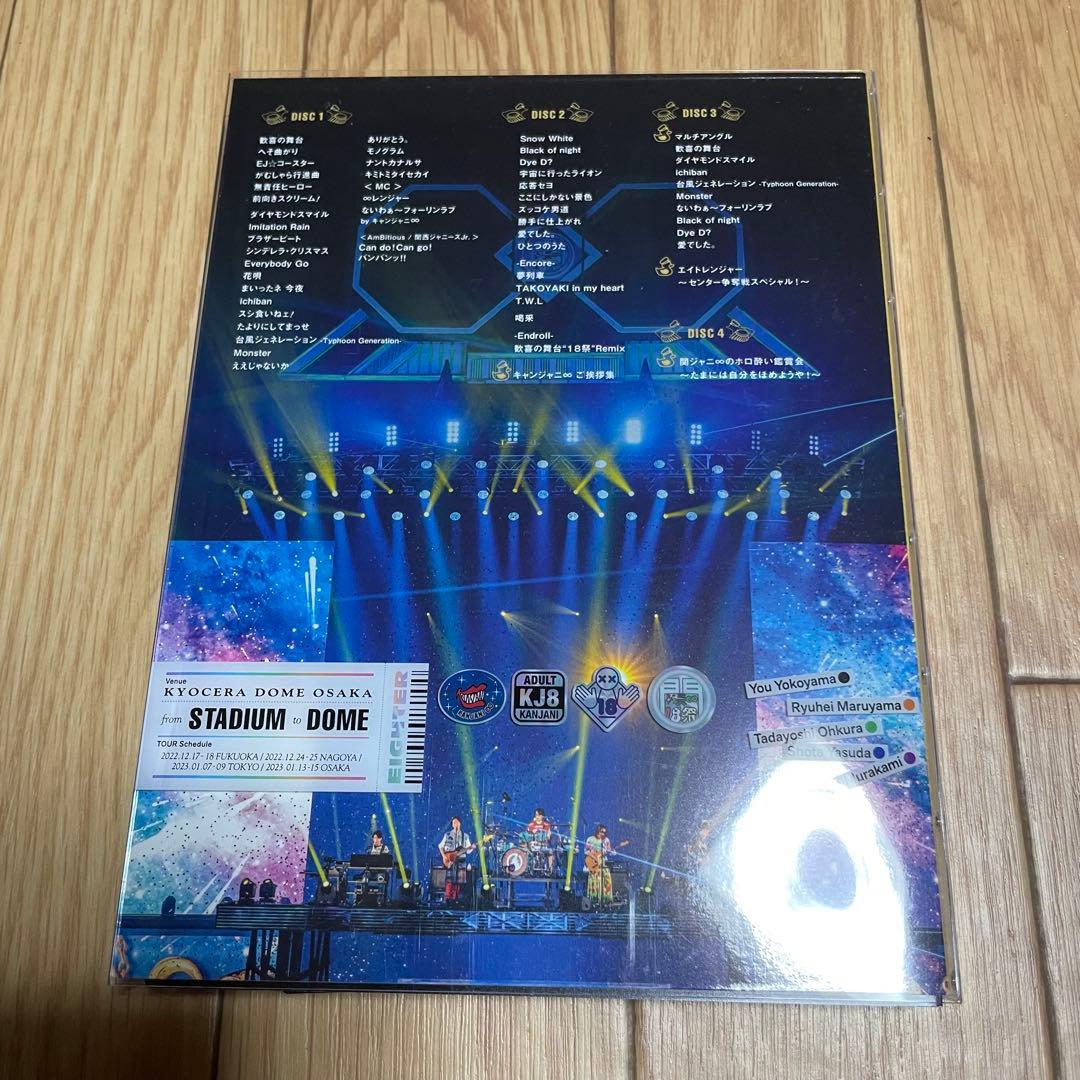 DISC 1
歓喜の舞台
へそ曲がり
EJ☆コースター
がむしゃら行進曲
無責任ヒーロー
前向きスクリーム!
ダイヤモンドスマイル
Imitation Rain
ブラザービート
シンデレラ・クリスマス
Everybody Go
花唄
まいったネ 今夜
ichiban
スシ食いねェ!
たよりにしてまっせ
台風ジェネレーション -Typhoon Generation-
Monster
ええじゃないか
ありがとう。
モノグラム
ナントカナルサ
キミトミタイセカイ
<MC>
∞レンジャー
ないわぁ〜フォーリンラブ
by キャンジャニ∞
<AmBitious / 関西ジャニーズJr.>
Can do! Can go!
バンバンッ!!
DISC 2
Snow White
Black of night
Dye D?
宇宙に行ったライオン
応答セヨ
ここにしかない景色
ズッコケ男道
勝手に仕上がれ
愛でした。
ひとつのうた
-Encore-
夢列車
TAKOYAKI in my heart
T.W.L
喝采
-Endroll-
歓喜の舞台"18祭"Remix
キャンジャニ∞ ご挨拶集
DISC 3
マルチアングル
歓喜の舞台
ダイヤモンドスマイル
ichiban
台風ジェネレーション -Typhoon Generation-
Monster
ないわぁ〜フォーリンラブ
Black of night
Dye D?
愛でした。
エイトレンジャー
〜センター争奪戦スペシャル!〜
DISC 4
関ジャニ∞のホロ酔い鑑賞会
〜たまには自分をほめようや!〜
Venue
KYOCERA DOME OSAKA
from STADIUM to DOME
TOUR Schedule
2022.12.17-18 FUKUOKA / 2022.12.24-25 NAGOYA /
2023.01.07-09 TOKYO / 2023.01.13-15 OSAKA
EIGHTER
KANJANI∞
ADULT
KJ8
KANJANI
18
18祭
You Yokoyama
Ryuhei Maruyama
Tadayoshi Ohkura
Shota Yasuda